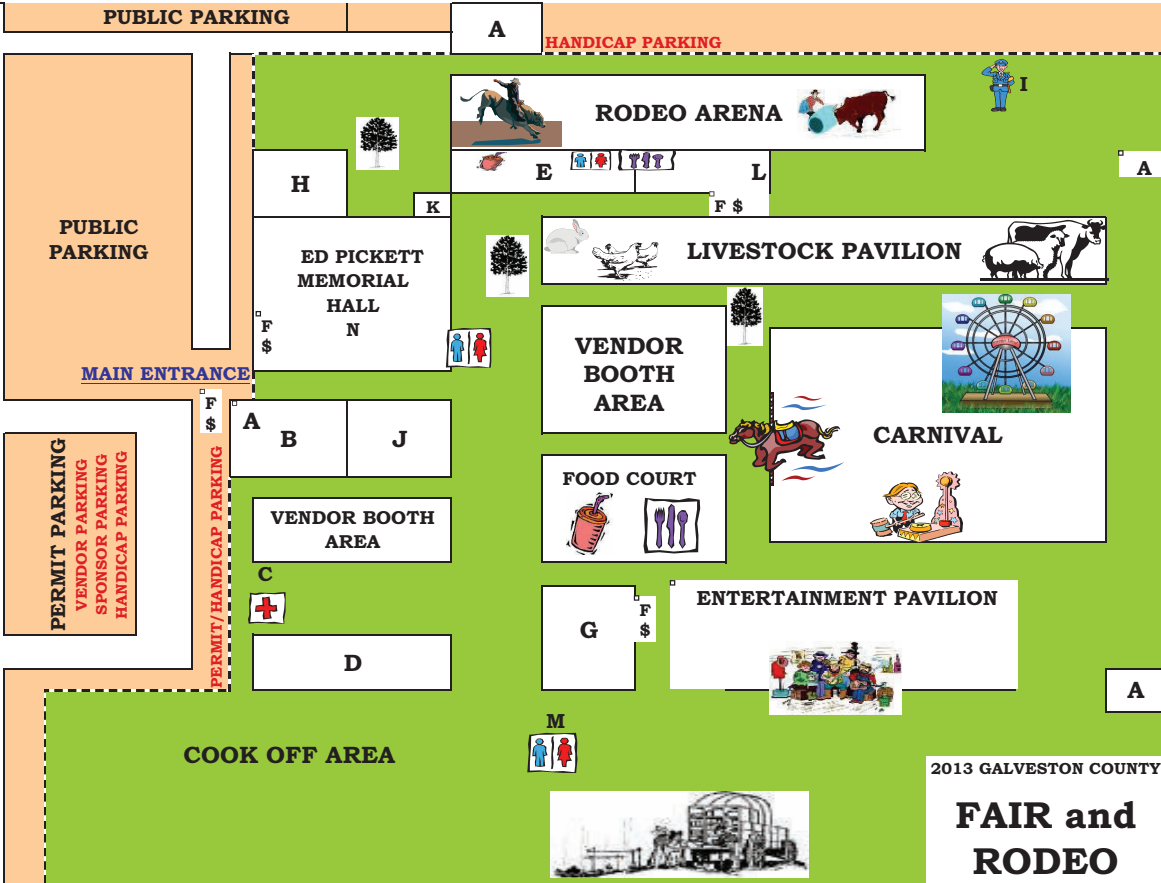 PUBLIC PARKING
A
HANDICAP PARKING
RODEO ARENA
I
H
E
L
A
K
F $
PUBLIC
PARKING
ED PICKETT
MEMORIAL
HALL
N
LIVESTOCK PAVILION
F
$
VENDOR
BOOTH
AREA
MAIN ENTRANCE
F
$
A
B
J
CARNIVAL
PERMIT PARKING
VENDOR PARKING
SPONSOR PARKING
HANDICAP PARKING
PERMIT/HANDICAP PARKING
FOOD COURT
VENDOR BOOTH
AREA
C
D
G
F
$
ENTERTAINMENT PAVILION
A
M
COOK OFF AREA
2013 GALVESTON COUNTY
FAIR and
RODEO